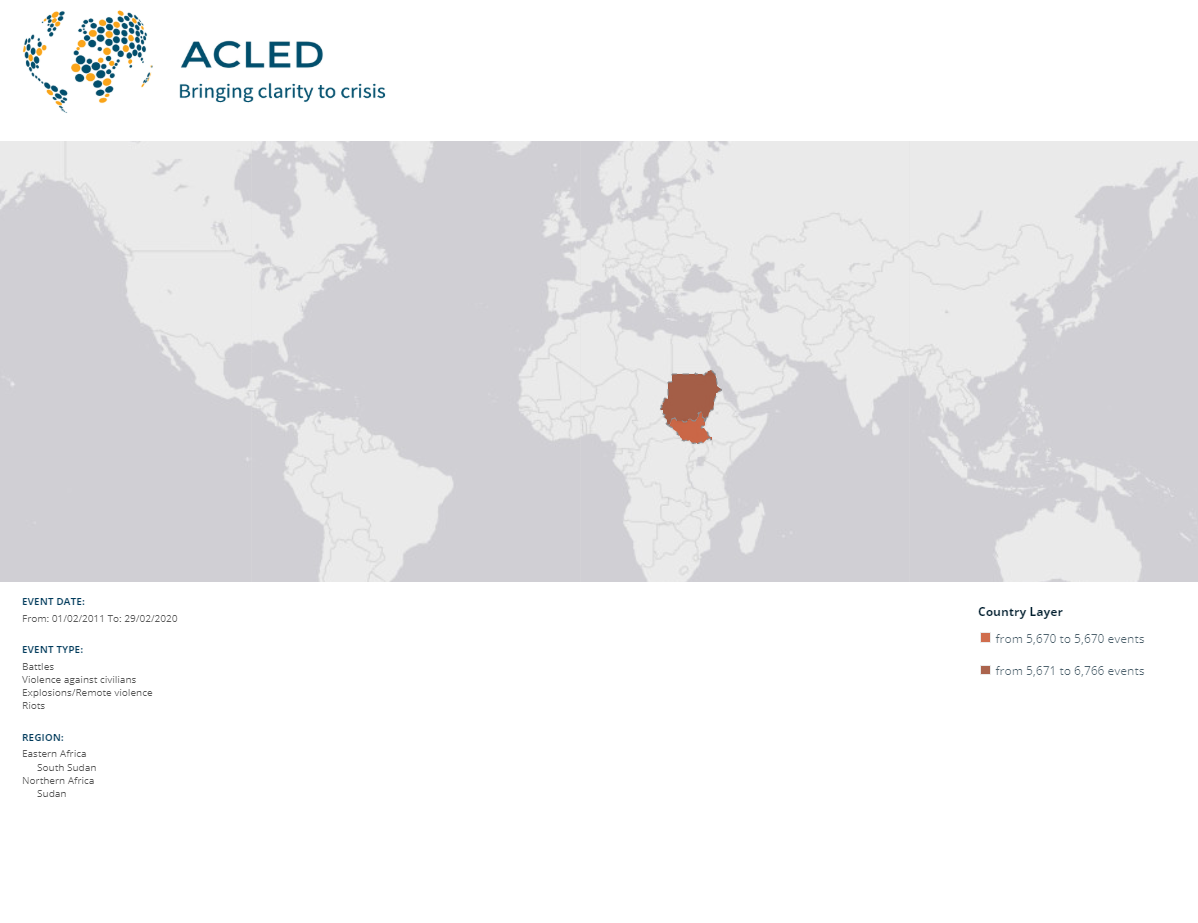 ACLED
Bringing clarity to crisis
EVENT DATE:
From: 01/02/2011 To: 29/02/2020
EVENT TYPE:
Battles
Violence against civilians
Explosions/Remote violence
Riots
REGION:
Eastern Africa
South Sudan
Northern Africa
Sudan
Country Layer
from 5,670 to 5,670 events
from 5,671 to 6,766 events